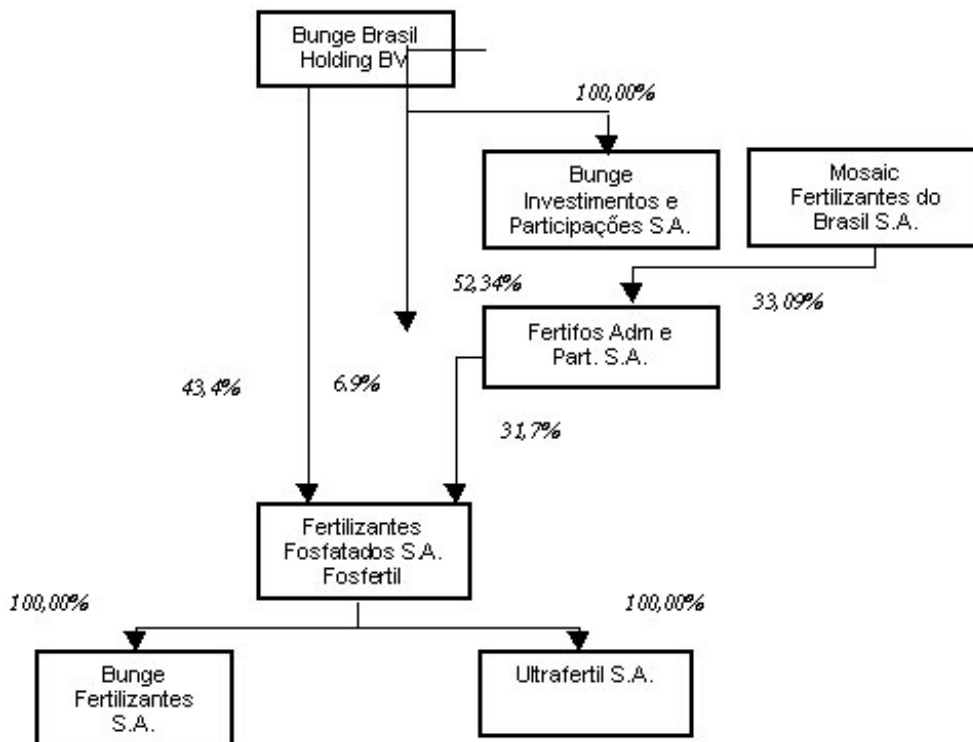 Bunge Brasil
Holding BV
100,00%
Bunge
Investimentos e
Participações S.A.
Mosaic
Fertilizantes do
Brasil S.A.
52,34%
33,09%
Fertifos Adm e
Part. S.A.
43,4%
6.9%
31,7%
Fertilizantes
Fosfatados S.A.
Fosfertil
100,00%
100,00%
Bunge
Fertilizantes
S.A.
Ultrafertil S.A.